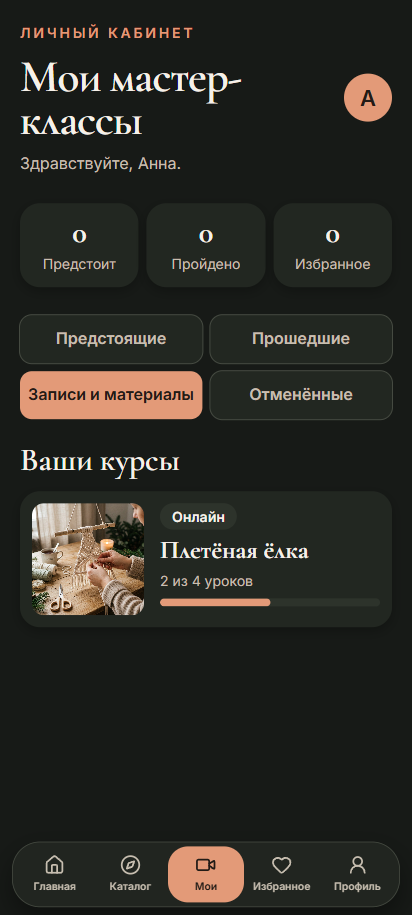 ЛИЧНЫЙ КАБИНЕТ
Мои мастер-
классы
А
Здравствуйте, Анна.
0
0
0
Предстоит
Пройдено
Избранное
Предстоящие
Прошедшие
Записи и материалы
Отменённые
Ваши курсы
Онлайн
Плетёная ёлка
2 из 4 уроков
Главная
Каталог
Мои
Избранное
Профиль